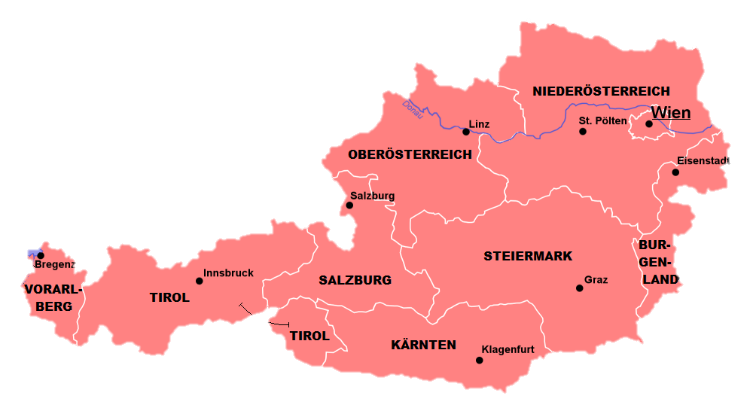 NIEDERÖSTERREICH
Donau
Wien
St. Pölten
Linz
OBERÖSTERREICH
Eisenstadt
Salzburg
BUR-
GEN-
LAND
STEIERMARK
Bregenz
Innsbruck
SALZBURG
Graz
VORARL-
BERG
TIROL
TIROL
KÄRNTEN
Klagenfurt